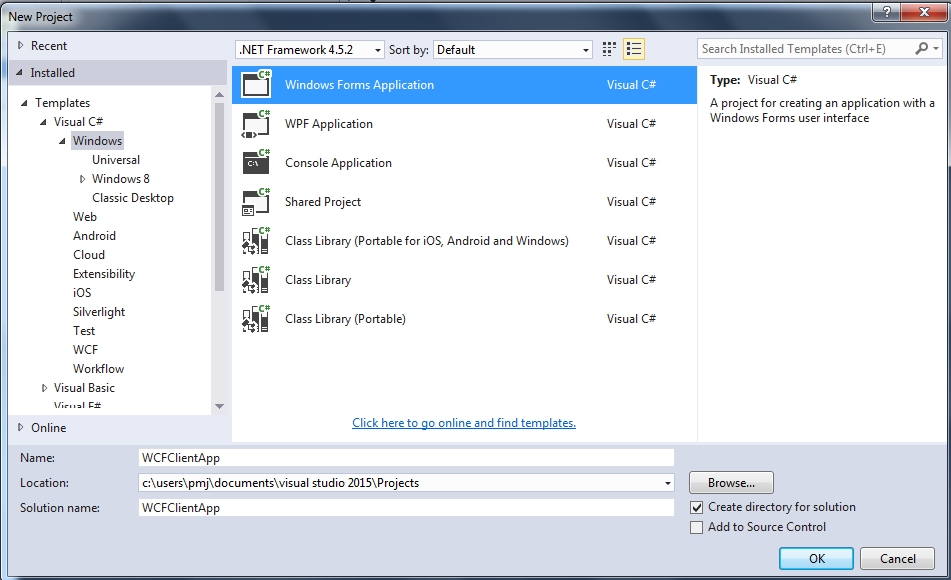 New Project
?
X
Recent
.NET Framework 4.5.2
Sort by:
Default
Search Installed Templates (Ctrl+E)
Installed
Templates
Visual C#
Windows
Universal
Windows 8
Classic Desktop
Web
Android
Cloud
Extensibility
iOS
Silverlight
Test
WCF
Workflow
Visual Basic
Visual F#
Online
C# Windows Forms Application Visual C#
C# WPF Application Visual C#
C# C:\ Console Application Visual C#
C# Shared Project Visual C#
C# Class Library (Portable for iOS, Android and Windows) Visual C#
C# Class Library Visual C#
C# Class Library (Portable) Visual C#
Click here to go online and find templates.
Type: Visual C#
A project for creating an application with a
Windows Forms user interface
Name: WCFClientApp
Location: c:\users\pmj\documents\visual studio 2015\Projects
Browse...
Solution name: WCFClientApp
Create directory for solution
Add to Source Control
OK
Cancel